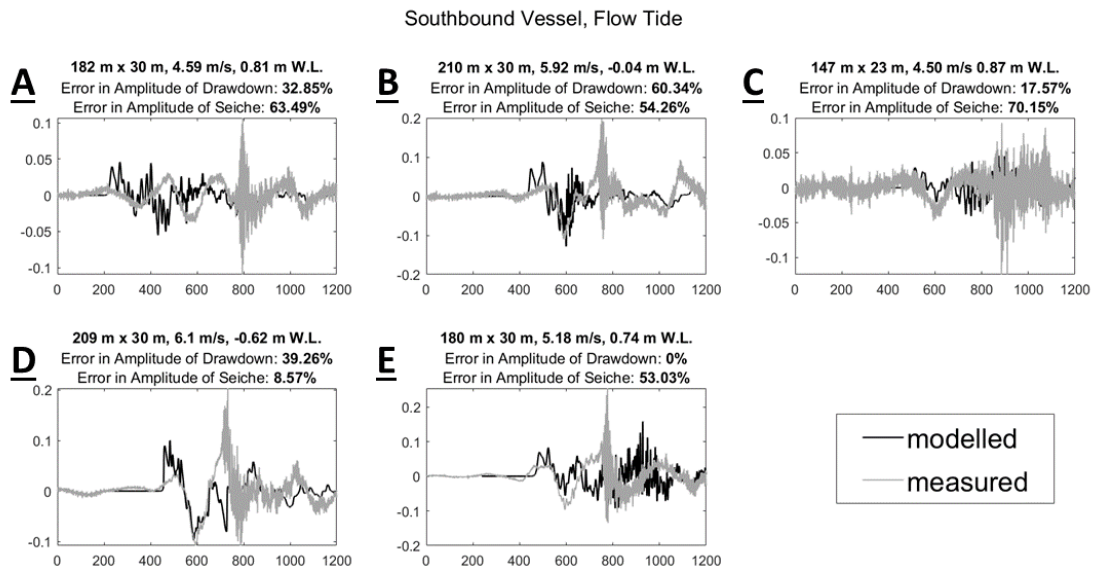 Southbound Vessel, Flow Tide
A
182 m x 30 m, 4.59 m/s, 0.81 m W.L.
Error in Amplitude of Drawdown: 32.85%
Error in Amplitude of Seiche: 63.49%
0.1
0.05
0
-0.05
-0.1
0 200 400 600 800 1000 1200
B
210 m x 30 m, 5.92 m/s, -0.04 m W.L.
Error in Amplitude of Drawdown: 60.34%
Error in Amplitude of Seiche: 54.26%
0.2
0.1
0
-0.1
-0.2
0 200 400 600 800 1000 1200
C
147 m x 23 m, 4.50 m/s 0.87 m W.L.
Error in Amplitude of Drawdown: 17.57%
Error in Amplitude of Seiche: 70.15%
0.1
0.05
0
-0.05
-0.1
0 200 400 600 800 1000 1200
D
209 m x 30 m, 6.1 m/s, -0.62 m W.L.
Error in Amplitude of Drawdown: 39.26%
Error in Amplitude of Seiche: 8.57%
0.2
0.1
0
-0.1
0 200 400 600 800 1000 1200
E
180 m x 30 m, 5.18 m/s, 0.74 m W.L.
Error in Amplitude of Drawdown: 0%
Error in Amplitude of Seiche: 53.03%
0.2
0.1
0
-0.1
-0.2
0 200 400 600 800 1000 1200
modelled
measured